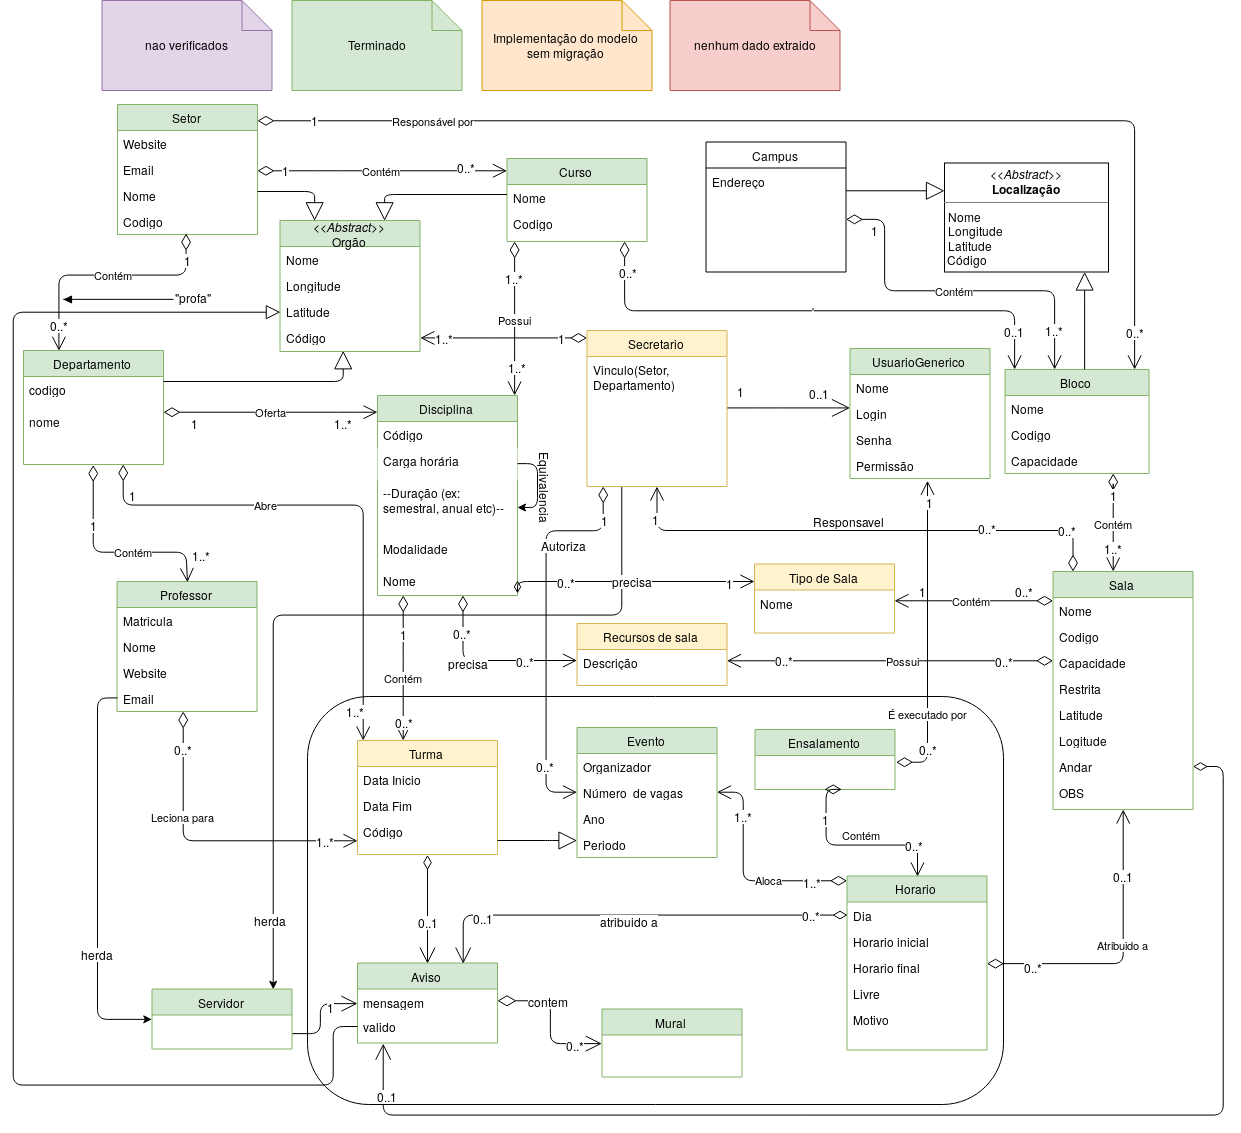 nao verificados
Terminado
Implementação do modelo
sem migração
nenhum dado extraido
Setor
Website
Email
Nome
Codigo
1
Responsável por
0..*
1
Contém
0..*
Curso
Nome
Codigo
Campus
Endereço
<<Abstract>>
Localização
Nome
Longitude
Latitude
Código
1
Contém
1..*
<<Abstract>>
Orgão
Nome
Longitude
Latitude
Código
1
Contém
"profa"
0..*
1..*
Possui
1..*
0..*
0..1
1..*
1
Departamento
codigo
nome
1
Oferta
1..*
Disciplina
Código
Carga horária
--Duração (ex:
semestral, anual etc)--
Modalidade
Nome
Equivalencia
Secretario
Vinculo(Setor,
Departamento)
1
0..1
UsuarioGenerico
Nome
Login
Senha
Permissão
Bloco
Nome
Codigo
Capacidade
1
Contém
1..*
1
Abre
1..*
1
Contém
1..*
Professor
Matricula
Nome
Website
Email
1
Autoriza
0..*
1
Responsavel
0..*
0..*
1
0..*
precisa
1
Tipo de Sala
Nome
1
Contém
0..*
Sala
Nome
Codigo
Capacidade
Restrita
Latitude
Logitude
Andar
OBS
0..*
precisa
0..*
Recursos de sala
Descrição
0..*
Possui
0..*
1
Contém
0..*
É executado por
0..*
0..*
Leciona para
1..*
Turma
Data Inicio
Data Fim
Código
Evento
Organizador
Número  de vagas
Ano
Periodo
Ensalamento
1
Contém
0..*
1..*
Aloca
1..*
Horario
Dia
Horario inicial
Horario final
Livre
Motivo
0..1
Atribuido a
0..*
herda
herda
0..1
0..1
atribuido a
0..*
Servidor
1
Aviso
mensagem
valido
contem
0..*
Mural
0..1